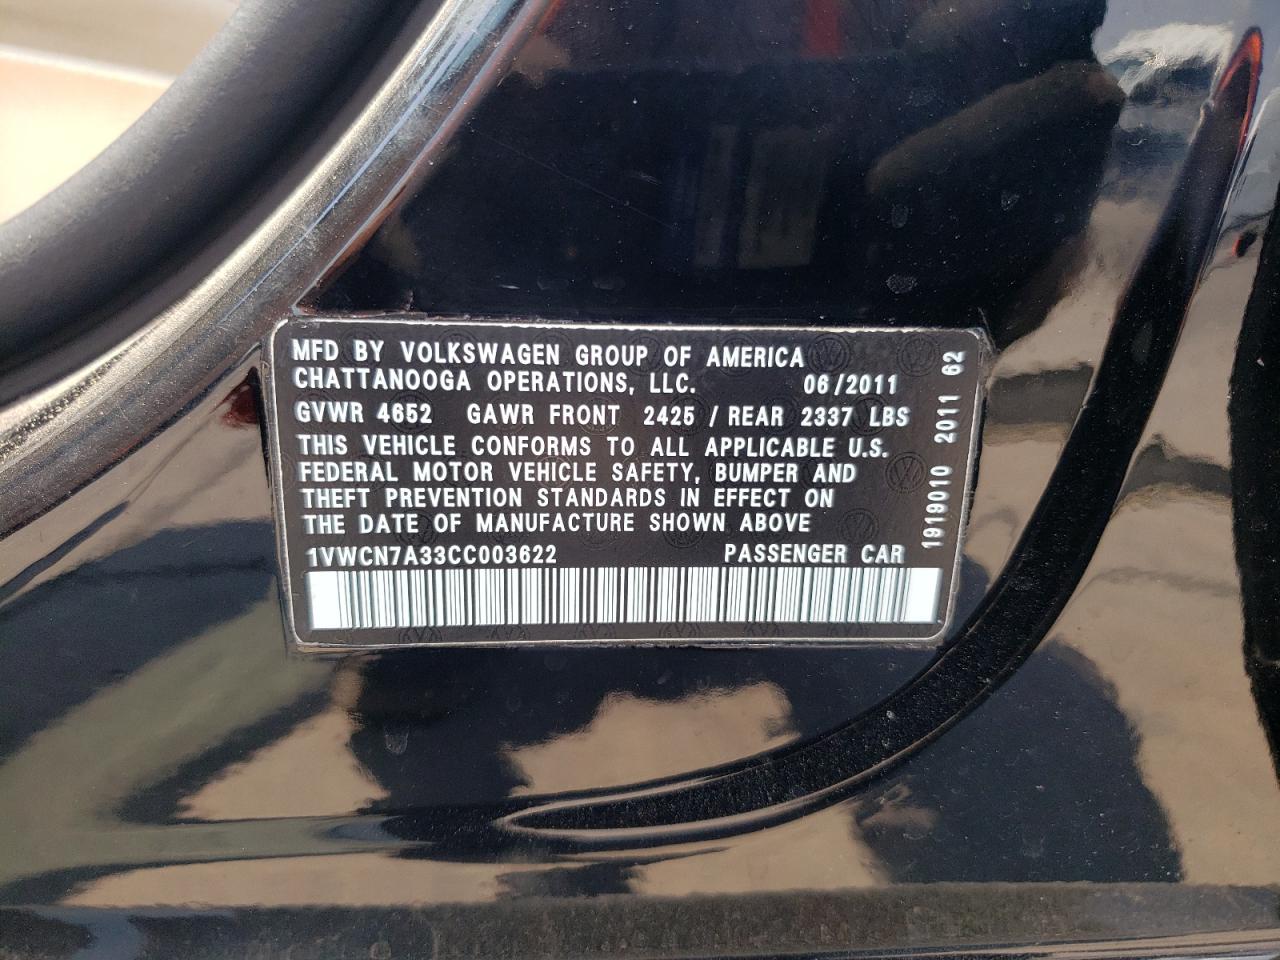 MFD BY VOLKSWAGEN GROUP OF AMERICA
CHATTANOOGA OPERATIONS, LLC. 06/2011
GVWR 4652 GAWR FRONT 2425 / REAR 2337 LBS
THIS VEHICLE CONFORMS TO ALL APPLICABLE U.S.
FEDERAL MOTOR VEHICLE SAFETY, BUMPER AND
THEFT PREVENTION STANDARDS IN EFFECT ON
THE DATE OF MANUFACTURE SHOWN ABOVE
1VWCN7A33CC003622 PASSENGER CAR
1919010 2011 62